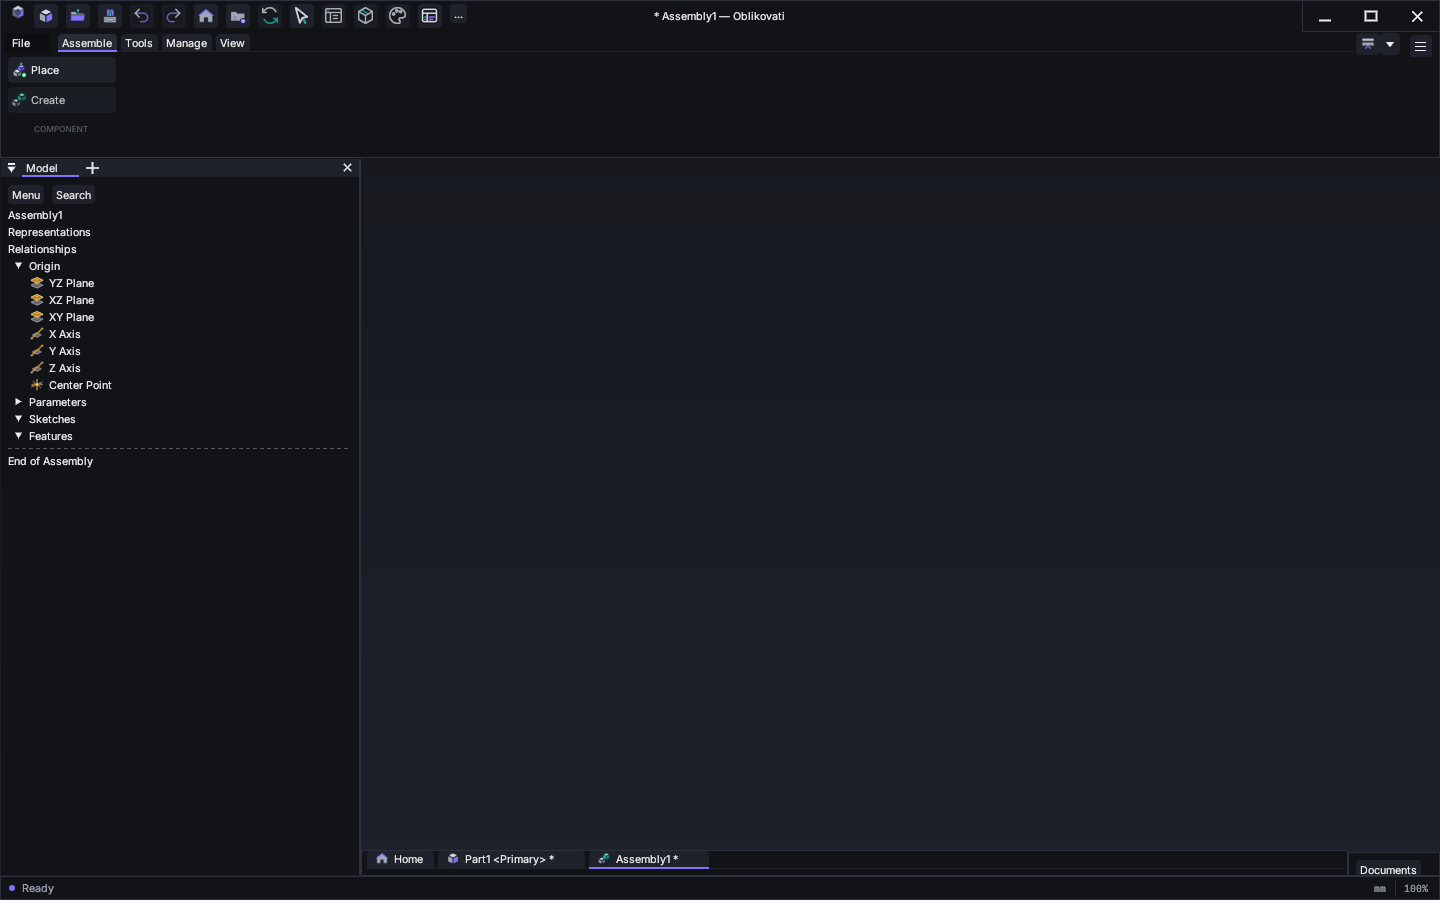 * Assembly1 — Oblikovati
File
Assemble
Tools
Manage
View
Place
Create
COMPONENT
Model
Menu
Search
Assembly1
Representations
Relationships
Origin
YZ Plane
XZ Plane
XY Plane
X Axis
Y Axis
Z Axis
Center Point
Parameters
Sketches
Features
End of Assembly
Home
Part1 <Primary> *
Assembly1 *
Documents
Ready
mm
100%